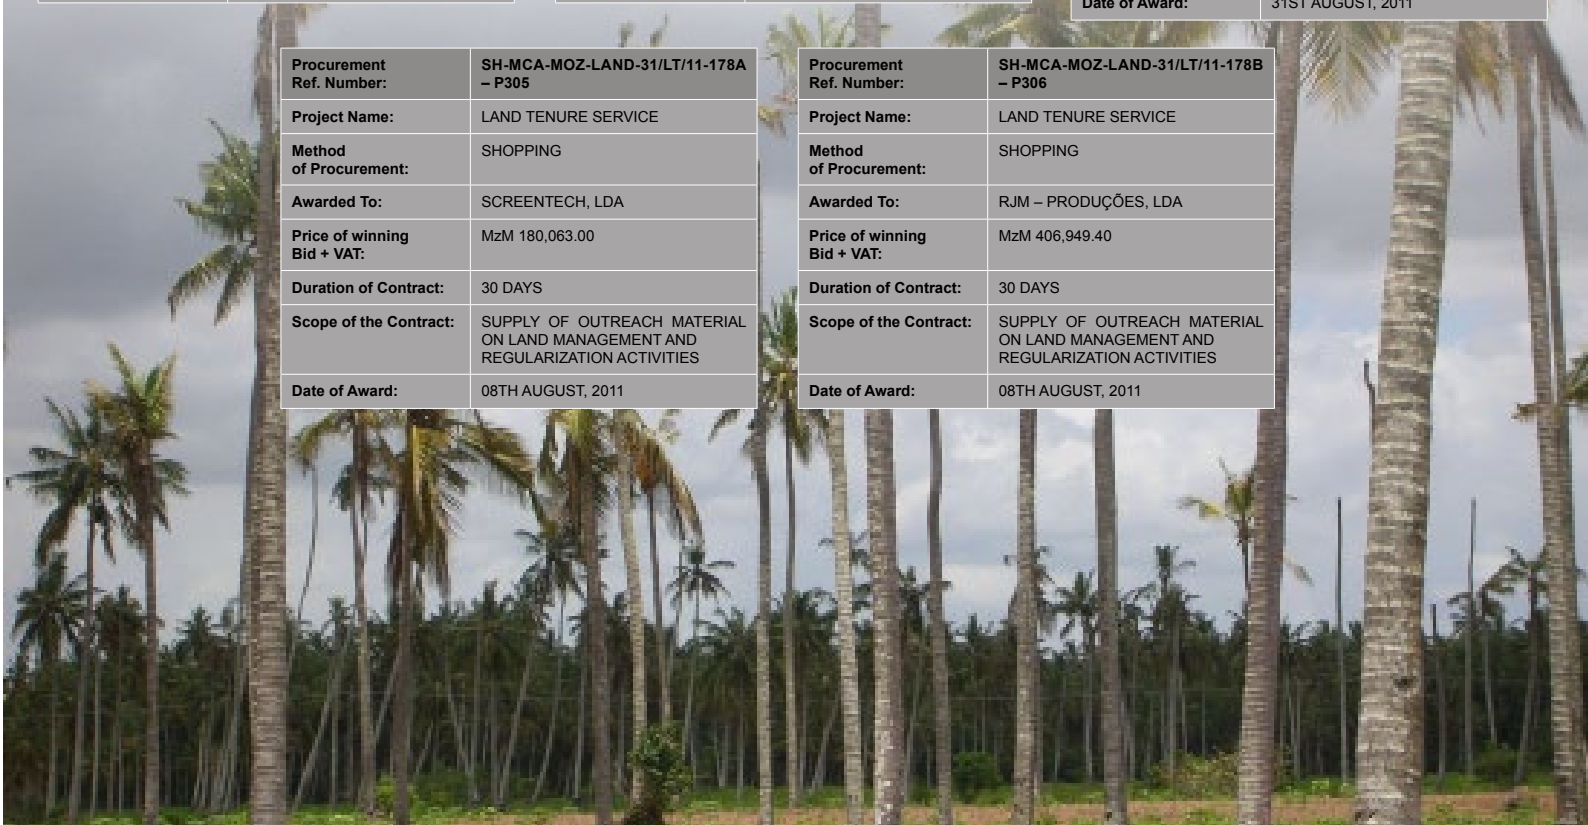 Date of Award: 31ST AUGUST, 2011
Procurement
Ref. Number:
SH-MCA-MOZ-LAND-31/LT/11-178A
– P305
Project Name: LAND TENURE SERVICE
Method
of Procurement:
SHOPPING
Awarded To: SCREENTECH, LDA
Price of winning
Bid + VAT:
MzM 180,063.00
Duration of Contract: 30 DAYS
Scope of the Contract: SUPPLY OF OUTREACH MATERIAL
ON LAND MANAGEMENT AND
REGULARIZATION ACTIVITIES
Date of Award: 08TH AUGUST, 2011
Procurement
Ref. Number:
SH-MCA-MOZ-LAND-31/LT/11-178B
– P306
Project Name: LAND TENURE SERVICE
Method
of Procurement:
SHOPPING
Awarded To: RJM – PRODUÇÕES, LDA
Price of winning
Bid + VAT:
MzM 406,949.40
Duration of Contract: 30 DAYS
Scope of the Contract: SUPPLY OF OUTREACH MATERIAL
ON LAND MANAGEMENT AND
REGULARIZATION ACTIVITIES
Date of Award: 08TH AUGUST, 2011